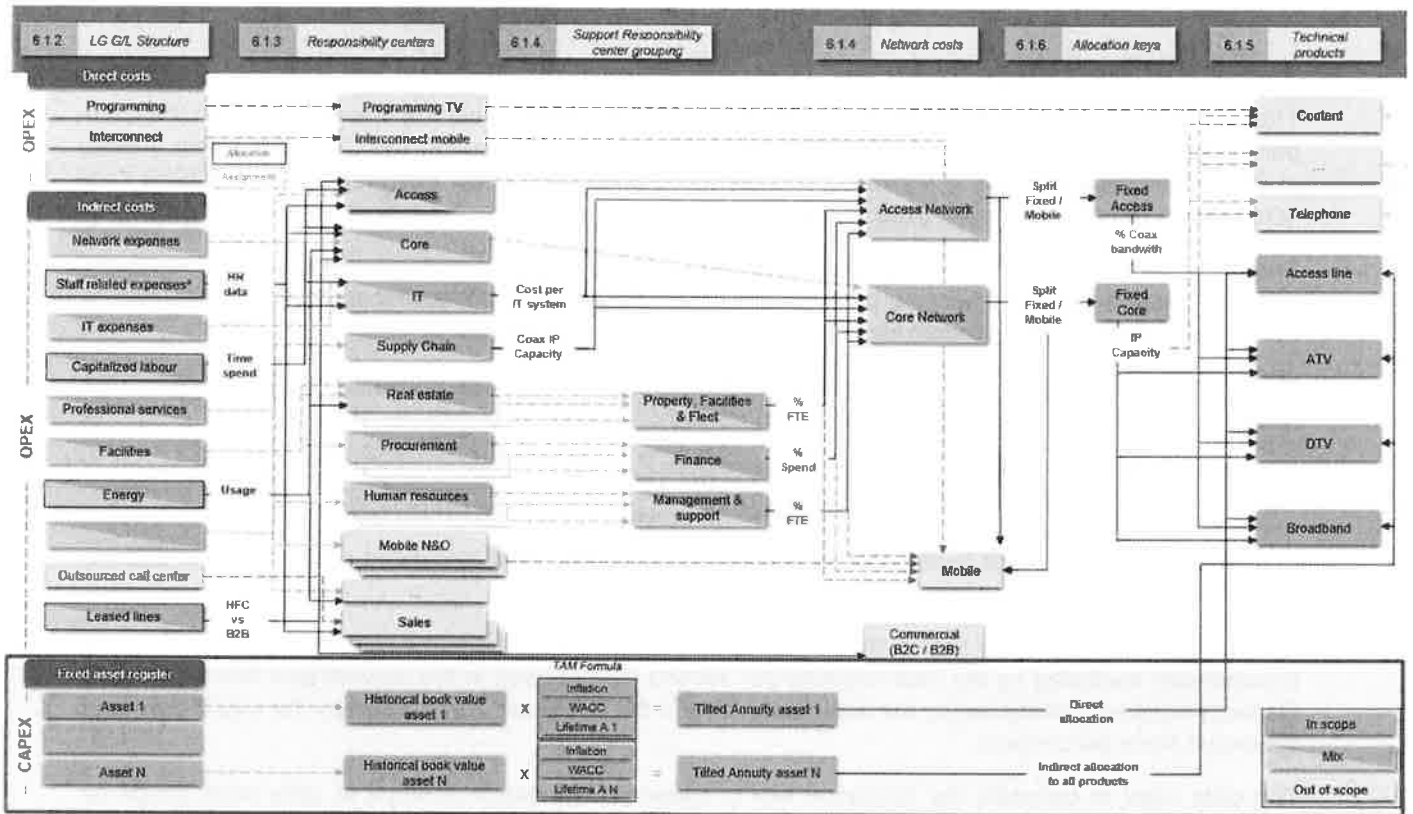 6.1.2. LG G/L Structure
6.1.3 Responsibility centers
6.1.4. Support Responsibility
center grouping
6.1.4 Network costs
6.1.6. Allocation keys
6.1.5 Technical
products
Direct costs
OPEX
Programming
Interconnect
Programming TV
Interconnect mobile
Allocation
Assignment
Content
...
Telephone
Indirect costs
OPEX
Network expenses
Staff related expenses*
IT expenses
Capitalized labour
Professional services
Facilities
Energy
Outsourced call center
Leased lines
HR
data
Time
spend
Usage
HFC
vs
B2B
Access
Core
IT
Supply Chain
Real estate
Procurement
Human resources
Mobile N&O
...
Sales
Cost per
IT system
Coax IP
Capacity
Property, Facilities
& Fleet
Finance
Management &
support
%
FTE
%
Spend
%
FTE
Access Network
Core Network
Mobile
Commercial
(B2C / B2B)
Split
Fixed /
Mobile
Split
Fixed /
Mobile
Fixed
Access
% Coax
bandwith
Fixed
Core
IP
Capacity
Access line
ATV
DTV
Broadband
CAPEX
Fixed asset register
Asset 1
Asset N
Historical book value
asset 1
Historical book value
asset N
X
X
TAM Formula
Inflation
WACC
Lifetime A 1
Inflation
WACC
Lifetime A N
=
=
Tilted Annuity asset 1
Tilted Annuity asset N
Direct
allocation
Indirect allocation
to all products
In scope
Mix
Out of scope